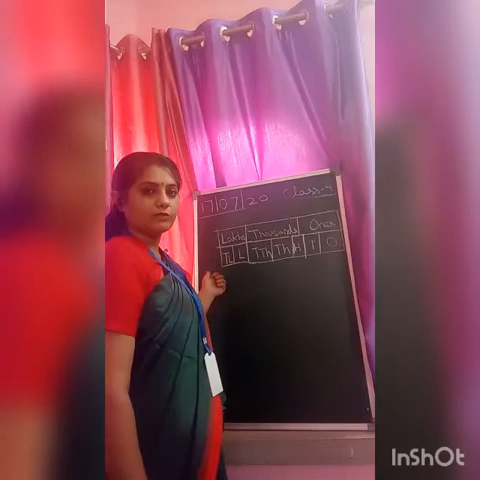 17/07/20 Class-4
Lakhs Thousands Ones
TL L TTh Th H T O
InShOt